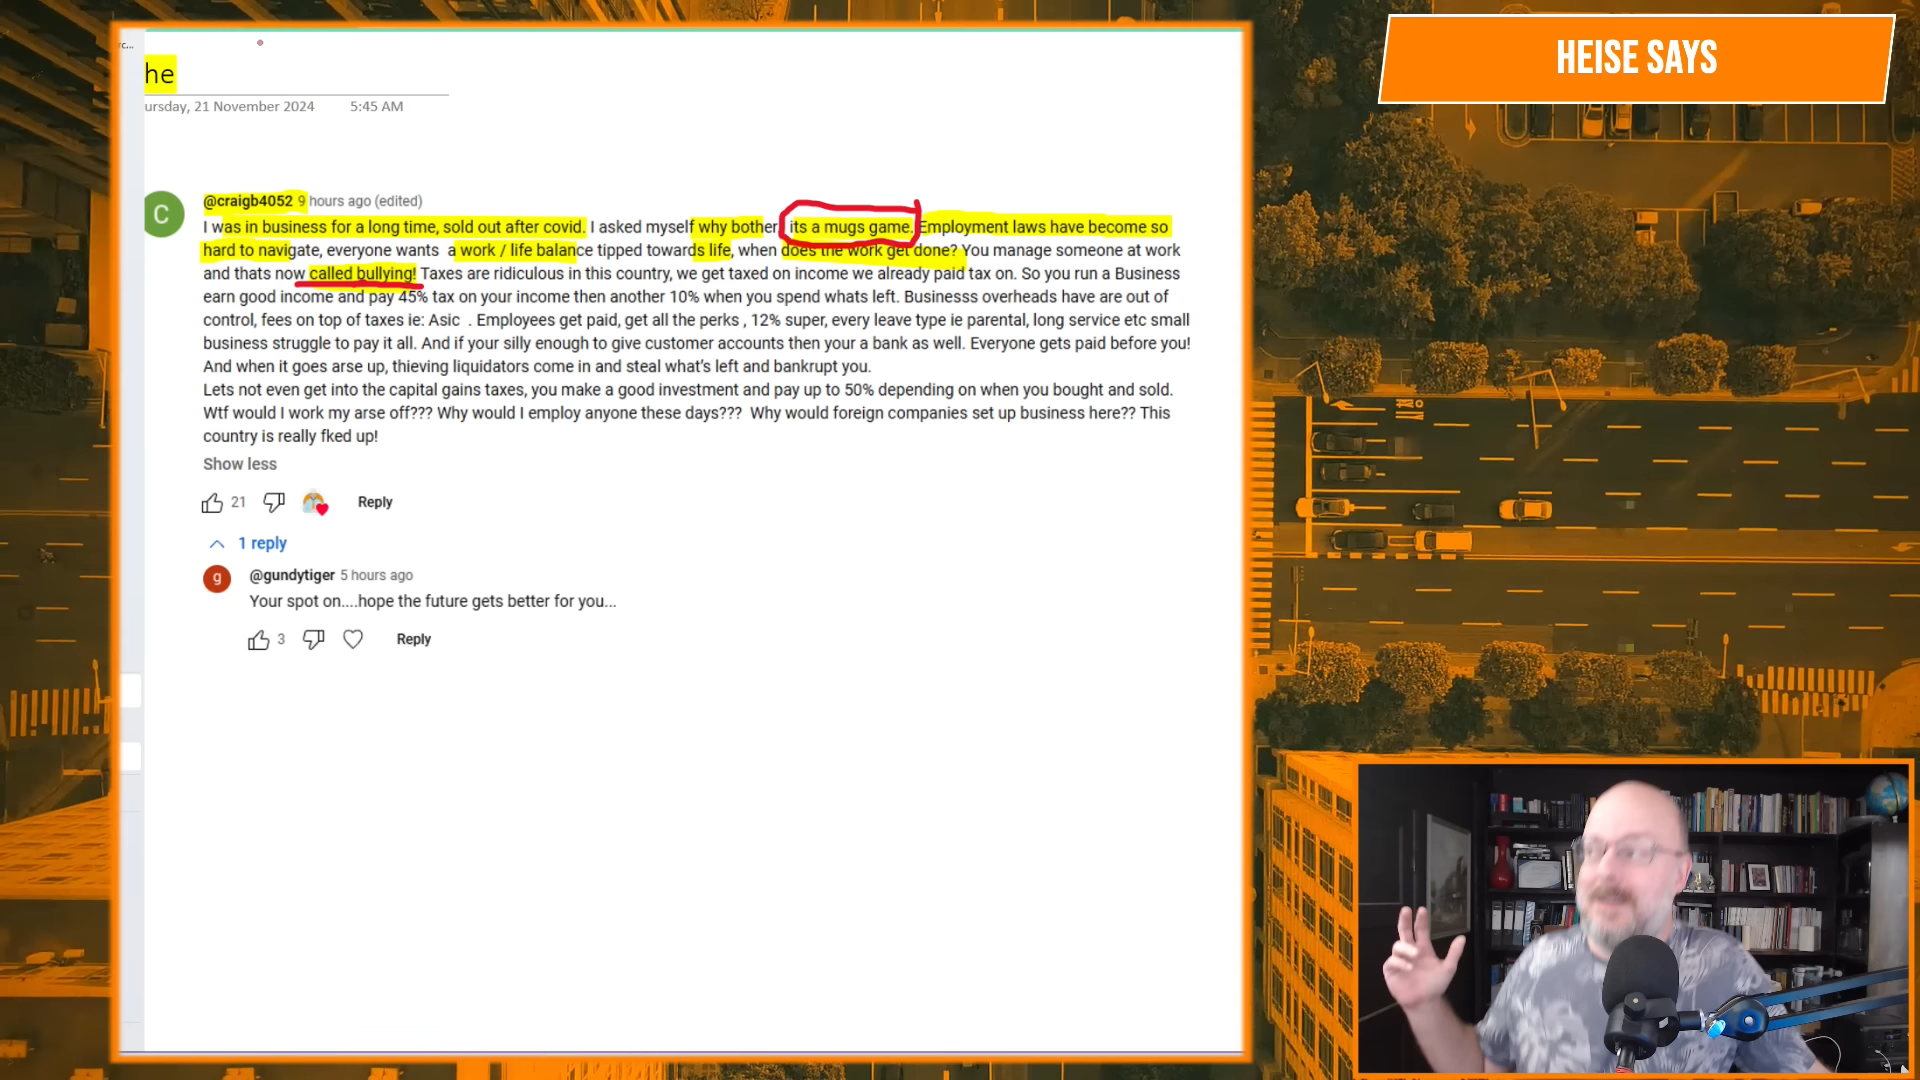 HEISE SAYS
rc...
he
ursday, 21 November 2024 5:45 AM
C
@craigb4052 9 hours ago (edited)
I was in business for a long time, sold out after covid. I asked myself why bother, its a mugs game. Employment laws have become so
hard to navigate, everyone wants a work / life balance tipped towards life, when does the work get done? You manage someone at work
and thats now called bullying! Taxes are ridiculous in this country, we get taxed on income we already paid tax on. So you run a Business
earn good income and pay 45% tax on your income then another 10% when you spend whats left. Businesss overheads have are out of
control, fees on top of taxes ie: Asic . Employees get paid, get all the perks , 12% super, every leave type ie parental, long service etc small
business struggle to pay it all. And if your silly enough to give customer accounts then your a bank as well. Everyone gets paid before you!
And when it goes arse up, thieving liquidators come in and steal what's left and bankrupt you.
Lets not even get into the capital gains taxes, you make a good investment and pay up to 50% depending on when you bought and sold.
Wtf would I work my arse off??? Why would I employ anyone these days??? Why would foreign companies set up business here?? This
country is really fked up!
Show less
21 Reply
1 reply
g
@gundytiger 5 hours ago
Your spot on....hope the future gets better for you...
3 Reply